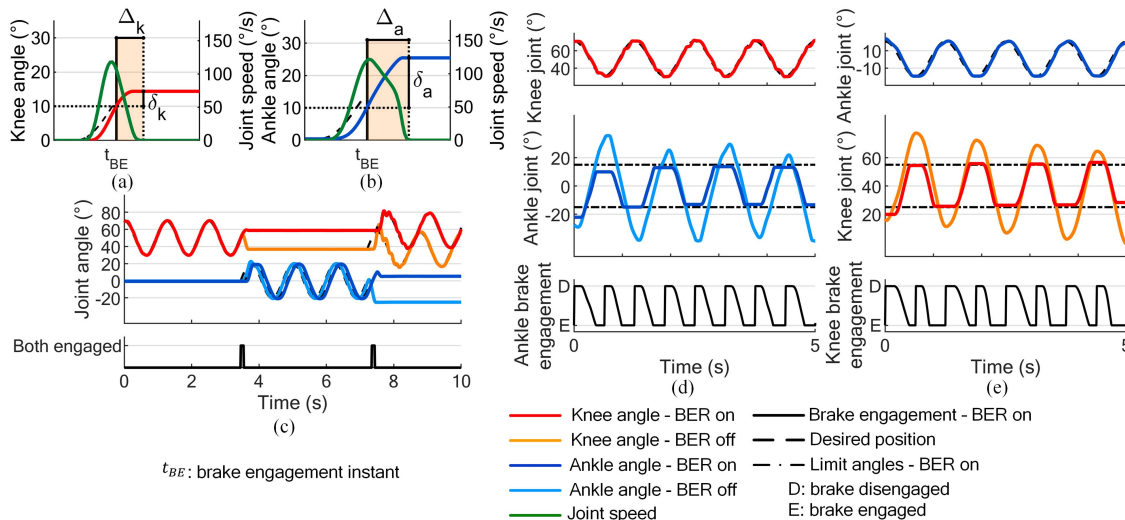 Δk
Knee angle (°)
30
20
10
0
150
100
50
0
Joint speed (°/s)
δk
tBE
(a)
Δa
Ankle angle (°)
30
20
10
0
150
100
50
0
Joint speed (°/s)
δa
tBE
(b)
Joint angle (°)
80
60
40
20
0
-20
Both engaged
0 2 4 6 8 10
Time (s)
(c)
tBE: brake engagement instant
Knee joint (°)
60
40
Ankle joint (°)
20
0
-20
Ankle brake
engagement
D
E
0 5
Time (s)
(d)
Ankle joint (°)
10
-10
Knee joint (°)
60
40
20
Knee brake
engagement
D
E
0 5
Time (s)
(e)
Knee angle - BER on
Knee angle - BER off
Ankle angle - BER on
Ankle angle - BER off
Joint speed
Brake engagement - BER on
Desired position
Limit angles - BER on
D: brake disengaged
E: brake engaged